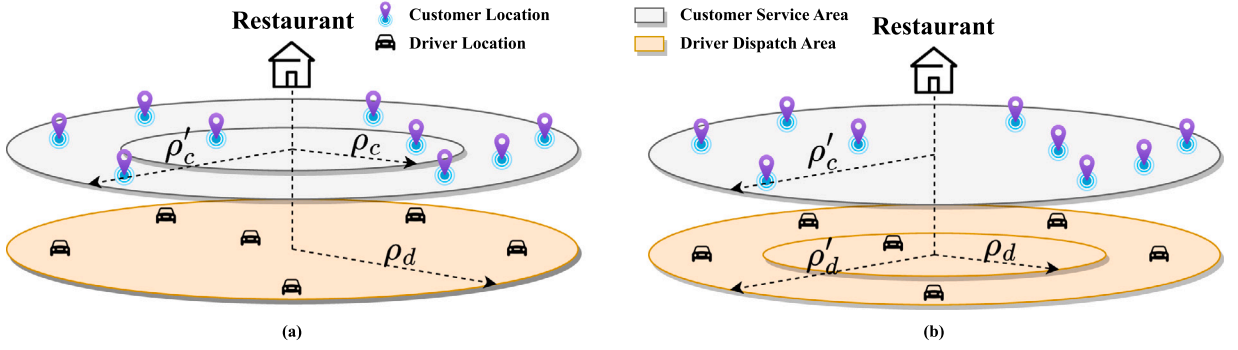 Restaurant
Customer Location
Driver Location
ρ′c
ρc
ρd
(a)
Customer Service Area
Driver Dispatch Area
Restaurant
ρ′c
ρ′d
ρd
(b)